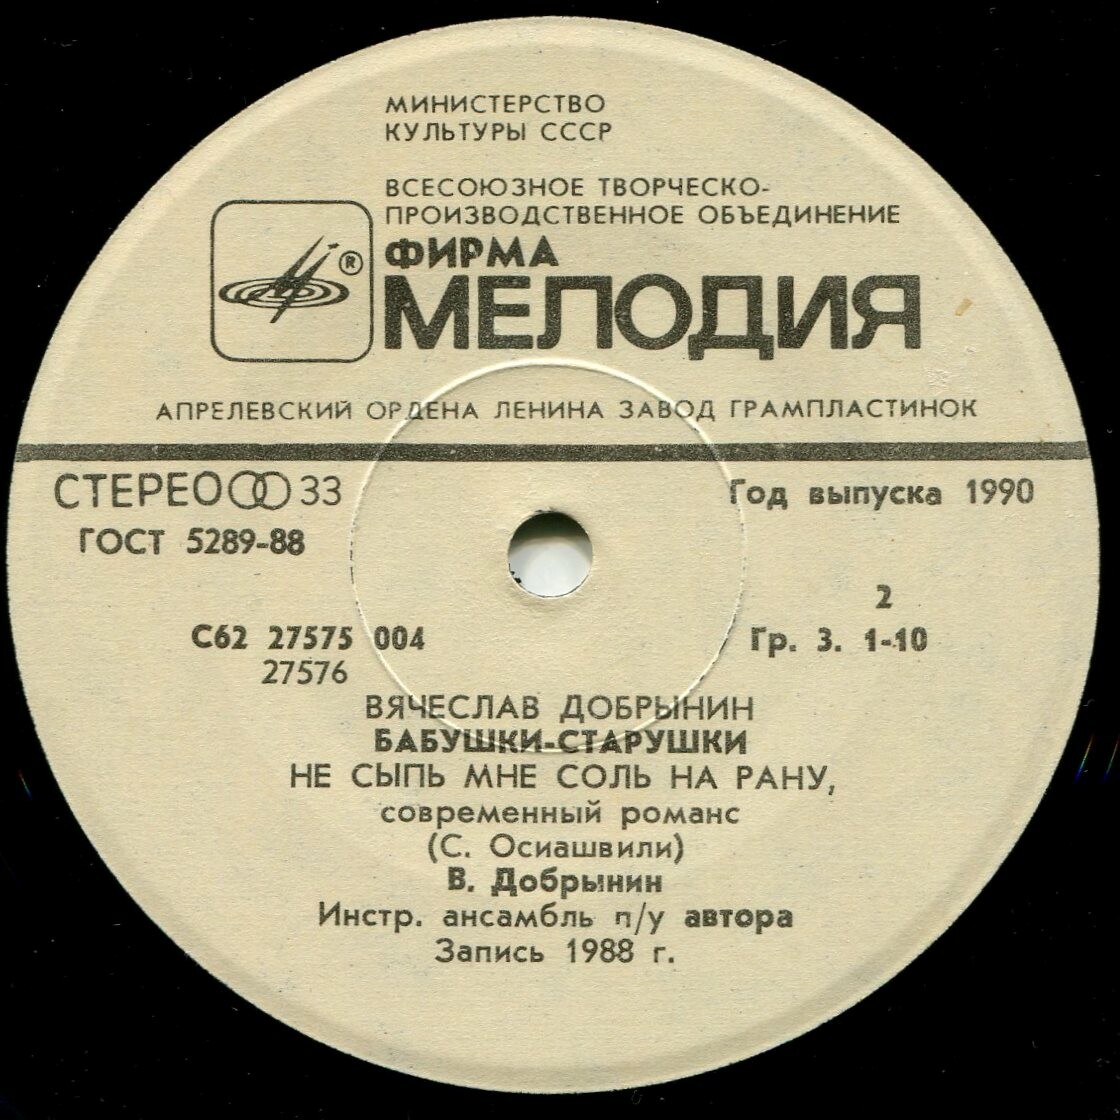 МИНИСТЕРСТВО
КУЛЬТУРЫ СССР
ВСЕСОЮЗНОЕ ТВОРЧЕСКО-
ПРОИЗВОДСТВЕННОЕ ОБЪЕДИНЕНИЕ
ФИРМА
®
МЕЛОДИЯ
АПРЕЛЕВСКИЙ ОРДЕНА ЛЕНИНА ЗАВОД ГРАМПЛАСТИНОК
СТЕРЕО 33
Год выпуска 1990
ГОСТ 5289-88
2
С62 27575 004
Гр. 3. 1-10
27576
ВЯЧЕСЛАВ ДОБРЫНИН
БАБУШКИ-СТАРУШКИ
НЕ СЫПЬ МНЕ СОЛЬ НА РАНУ,
современный романс
(С. Осиашвили)
В. Добрынин
Инстр. ансамбль п/у автора
Запись 1988 г.